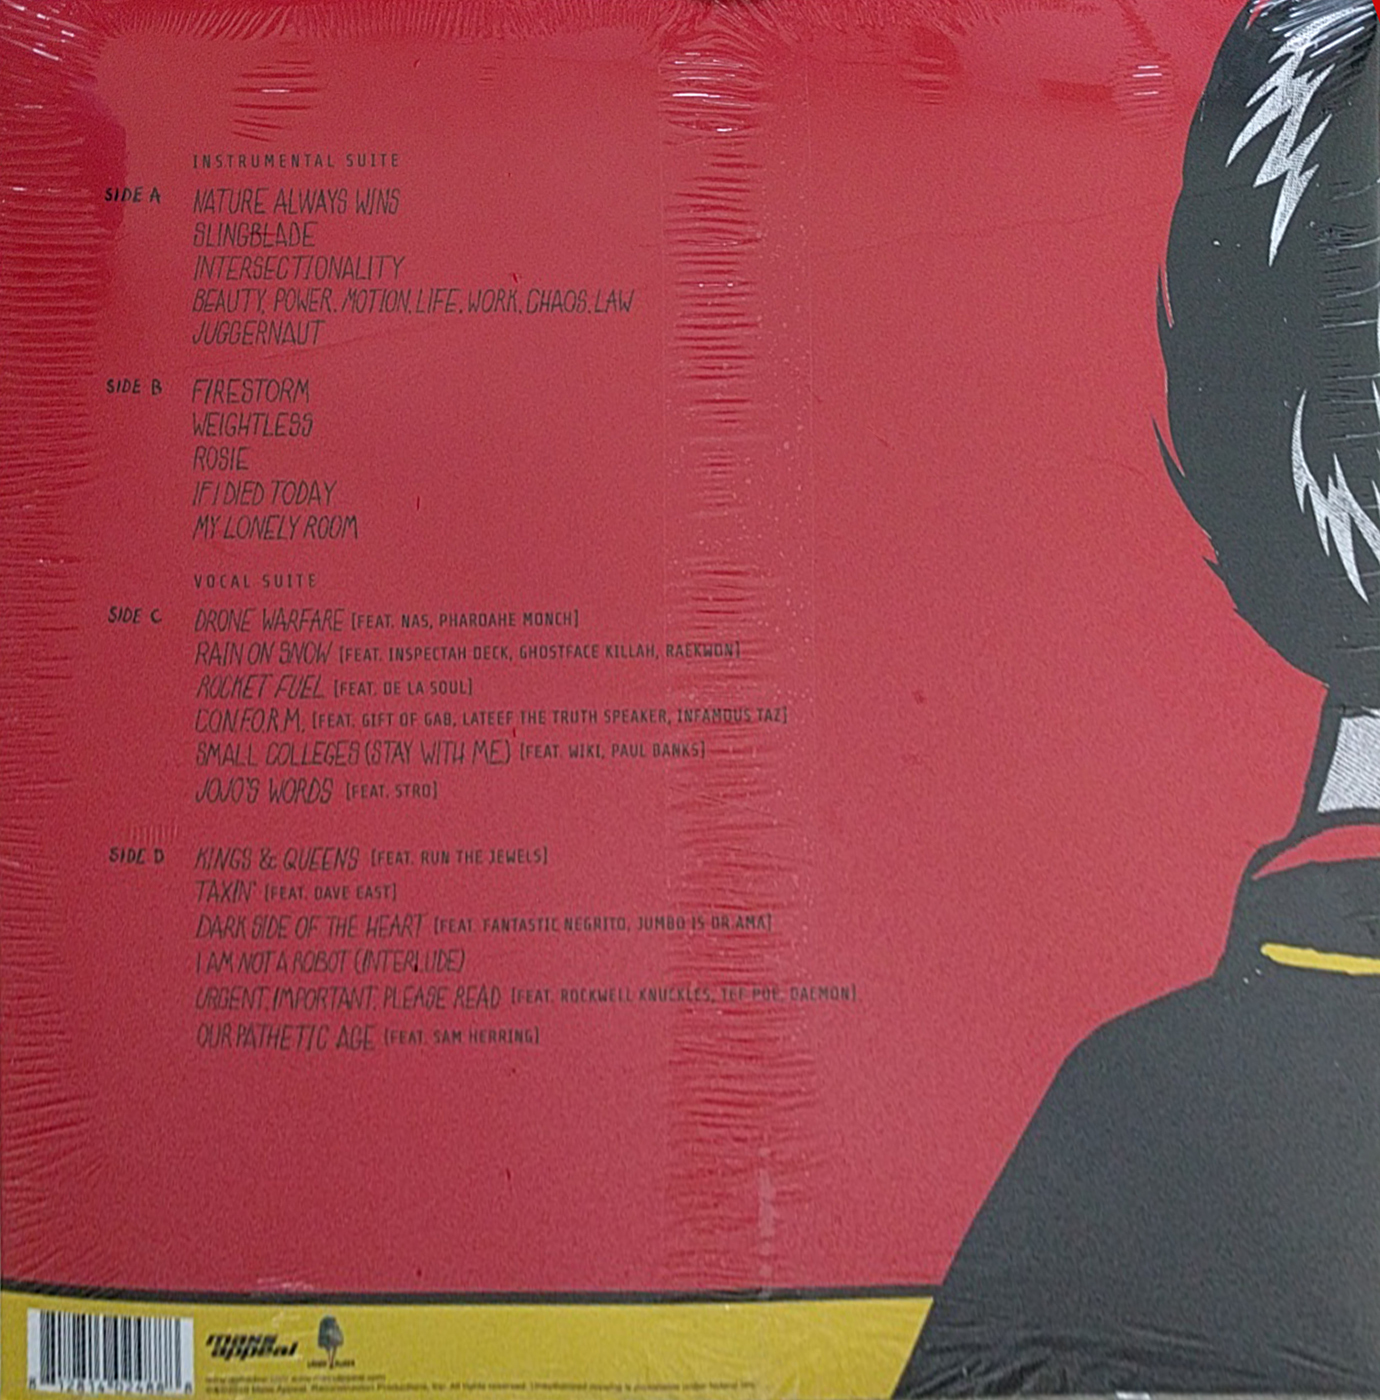 INSTRUMENTAL SUITE
SIDE A NATURE ALWAYS WINS
SLINGBLADE
INTERSECTIONALITY
BEAUTY, POWER, MOTION, LIFE, WORK, CHAOS, LAW
JUGGERNAUT
SIDE B FIRESTORM
WEIGHTLESS
ROSIE
IF I DIED TODAY
MY LONELY ROOM
VOCAL SUITE
SIDE C DRONE WARFARE [FEAT. NAS, PHAROAHE MONCH]
RAIN ON SNOW [FEAT. INSPECTAH DECK, GHOSTFACE KILLAH, RAEKWON]
ROCKET FUEL [FEAT. DE LA SOUL]
C.O.N.F.O.R.M. [FEAT. GIFT OF GAB, LATEEF THE TRUTH SPEAKER, INFAMOUS TAZ]
SMALL COLLEGES (STAY WITH ME) [FEAT. WIKI, PAUL BANKS]
JOJO'S WORDS [FEAT. STRO]
SIDE D KINGS & QUEENS [FEAT. RUN THE JEWELS]
TAXIN' [FEAT. DAVE EAST]
DARK SIDE OF THE HEART [FEAT. FANTASTIC NEGRITO, JUMBO IS DR.AMA]
I AM NOT A ROBOT (INTERLUDE)
URGENT, IMPORTANT, PLEASE READ [FEAT. ROCKWELL KNUCKLES, TEF POE, DAEMON]
OUR PATHETIC AGE [FEAT. SAM HERRING]
mass
appeal